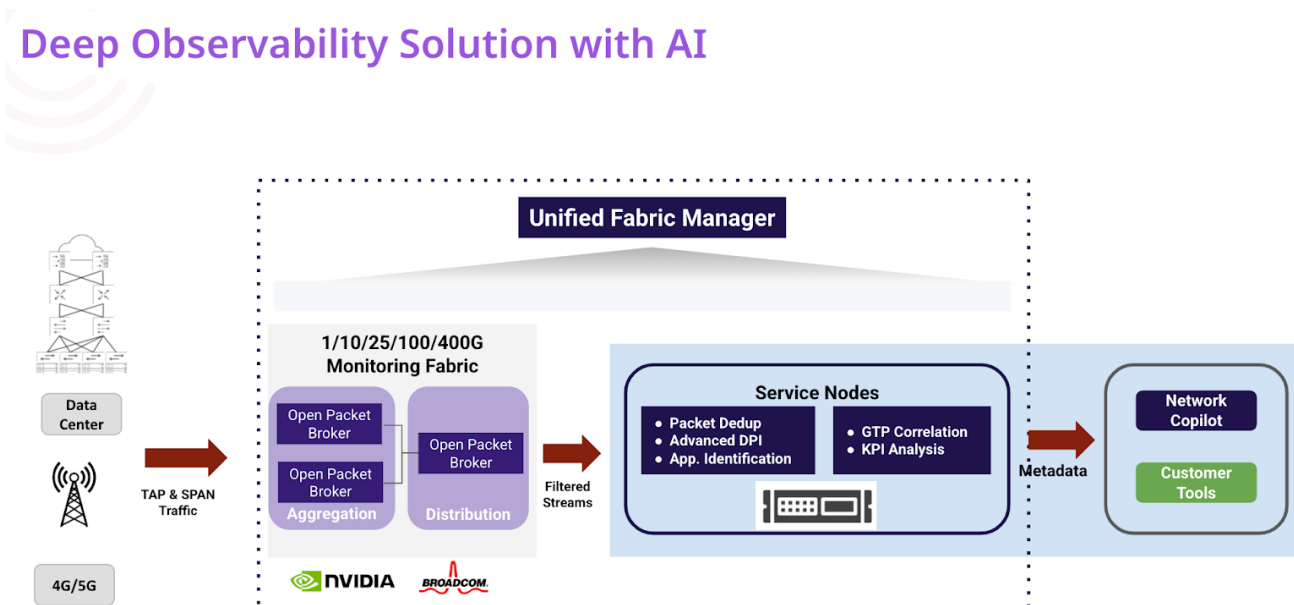 Deep Observability Solution with AI
Unified Fabric Manager
1/10/25/100/400G
Monitoring Fabric
Open Packet
Broker
Open Packet
Broker
Aggregation
Open Packet
Broker
Distribution
Data
Center
4G/5G
TAP & SPAN
Traffic
Filtered
Streams
Service Nodes
• Packet Dedup
• Advanced DPI
• App. Identification
• GTP Correlation
• KPI Analysis
Metadata
Network
Copilot
Customer
Tools
NVIDIA
BROADCOM